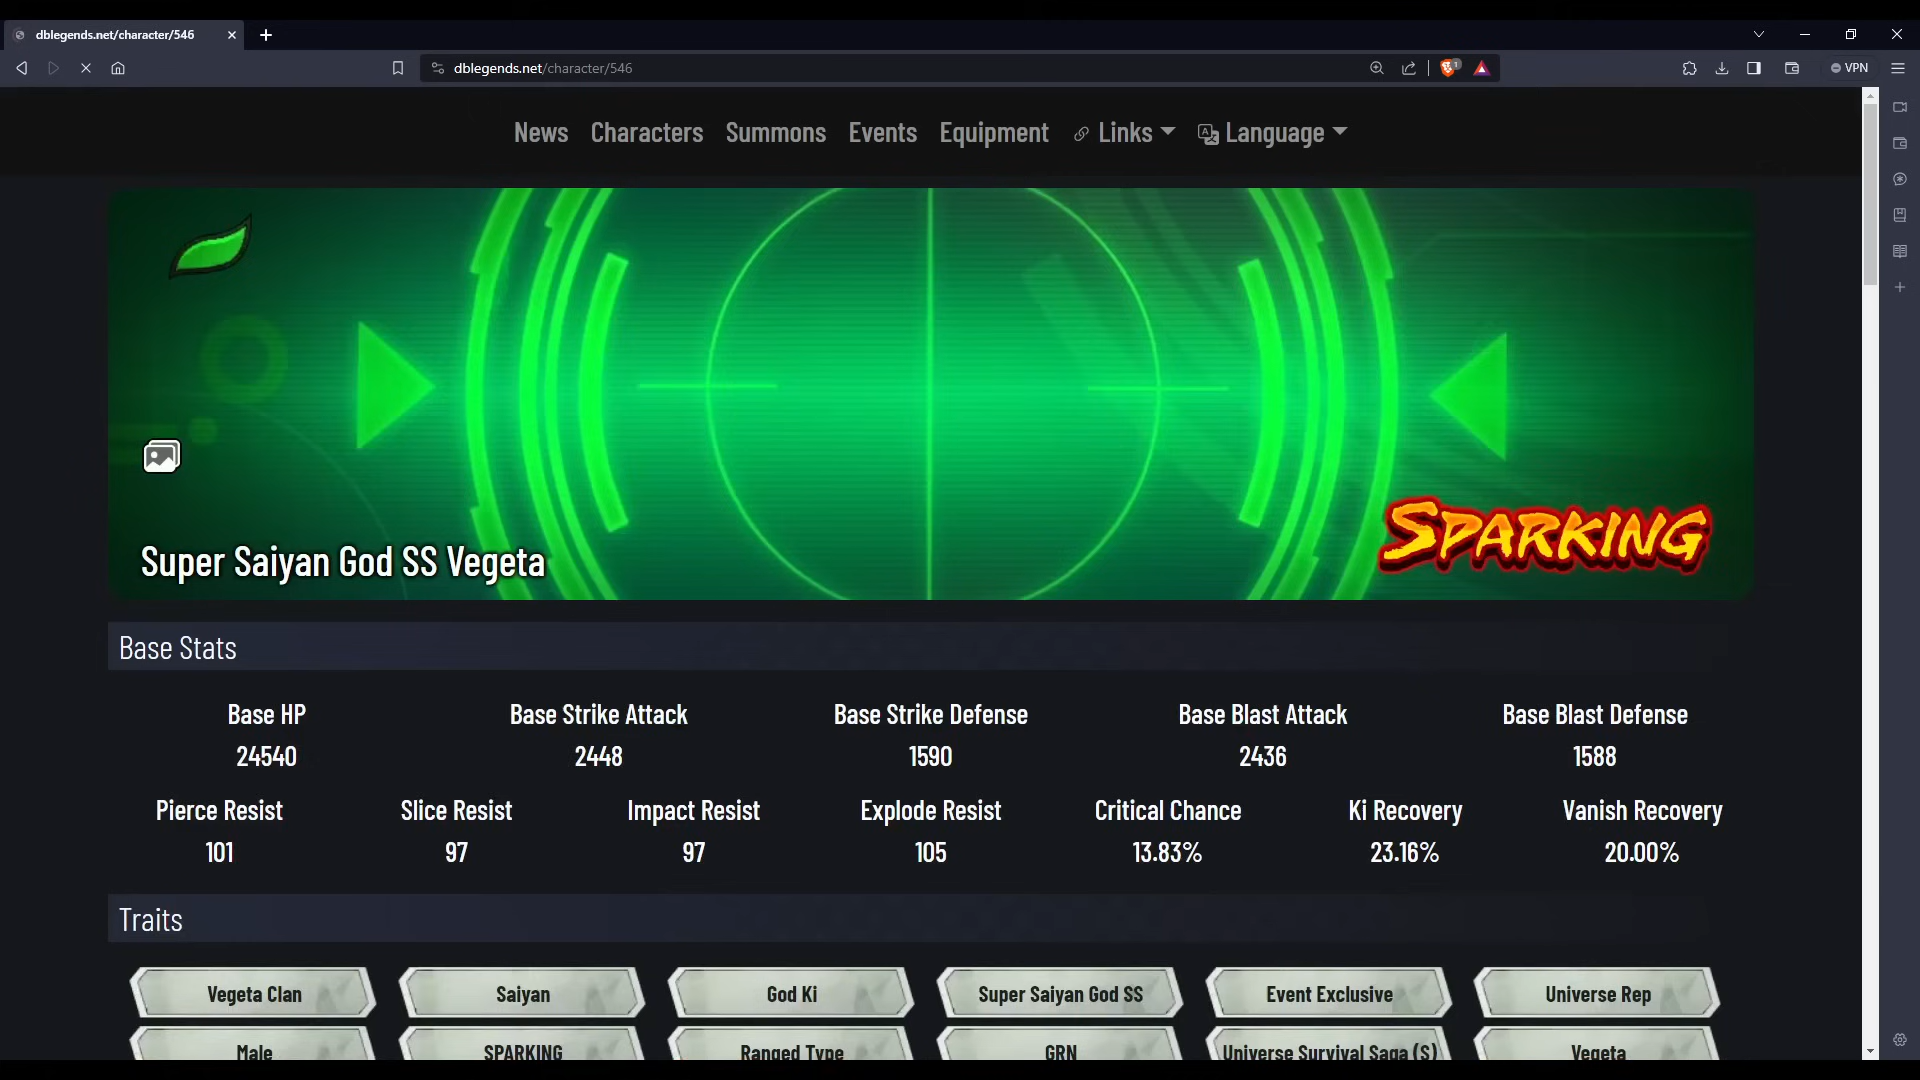 dblegends.net/character/546
dblegends.net/character/546
1
VPN
News Characters Summons Events Equipment Links Language
SPARKING
Super Saiyan God SS Vegeta
Base Stats
Base HP Base Strike Attack Base Strike Defense Base Blast Attack Base Blast Defense
24540 2448 1590 2436 1588
Pierce Resist Slice Resist Impact Resist Explode Resist Critical Chance Ki Recovery Vanish Recovery
101 97 97 105 13.83% 23.16% 20.00%
Traits
Vegeta Clan Saiyan God Ki Super Saiyan God SS Event Exclusive Universe Rep
Male SPARKING Ranged Type GRN Universe Survival Saga (S) Vegeta